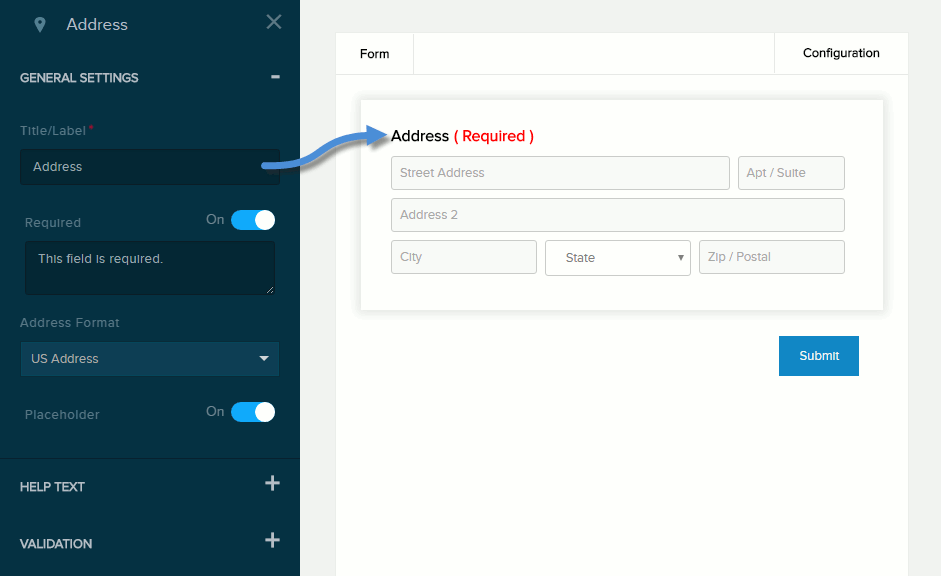 Address
GENERAL SETTINGS
Title/Label*
Address
Required On
This field is required.
Address Format
US Address
Placeholder On
HELP TEXT
VALIDATION
Form Configuration
Address ( Required )
Street Address Apt / Suite
Address 2
City State Zip / Postal
Submit